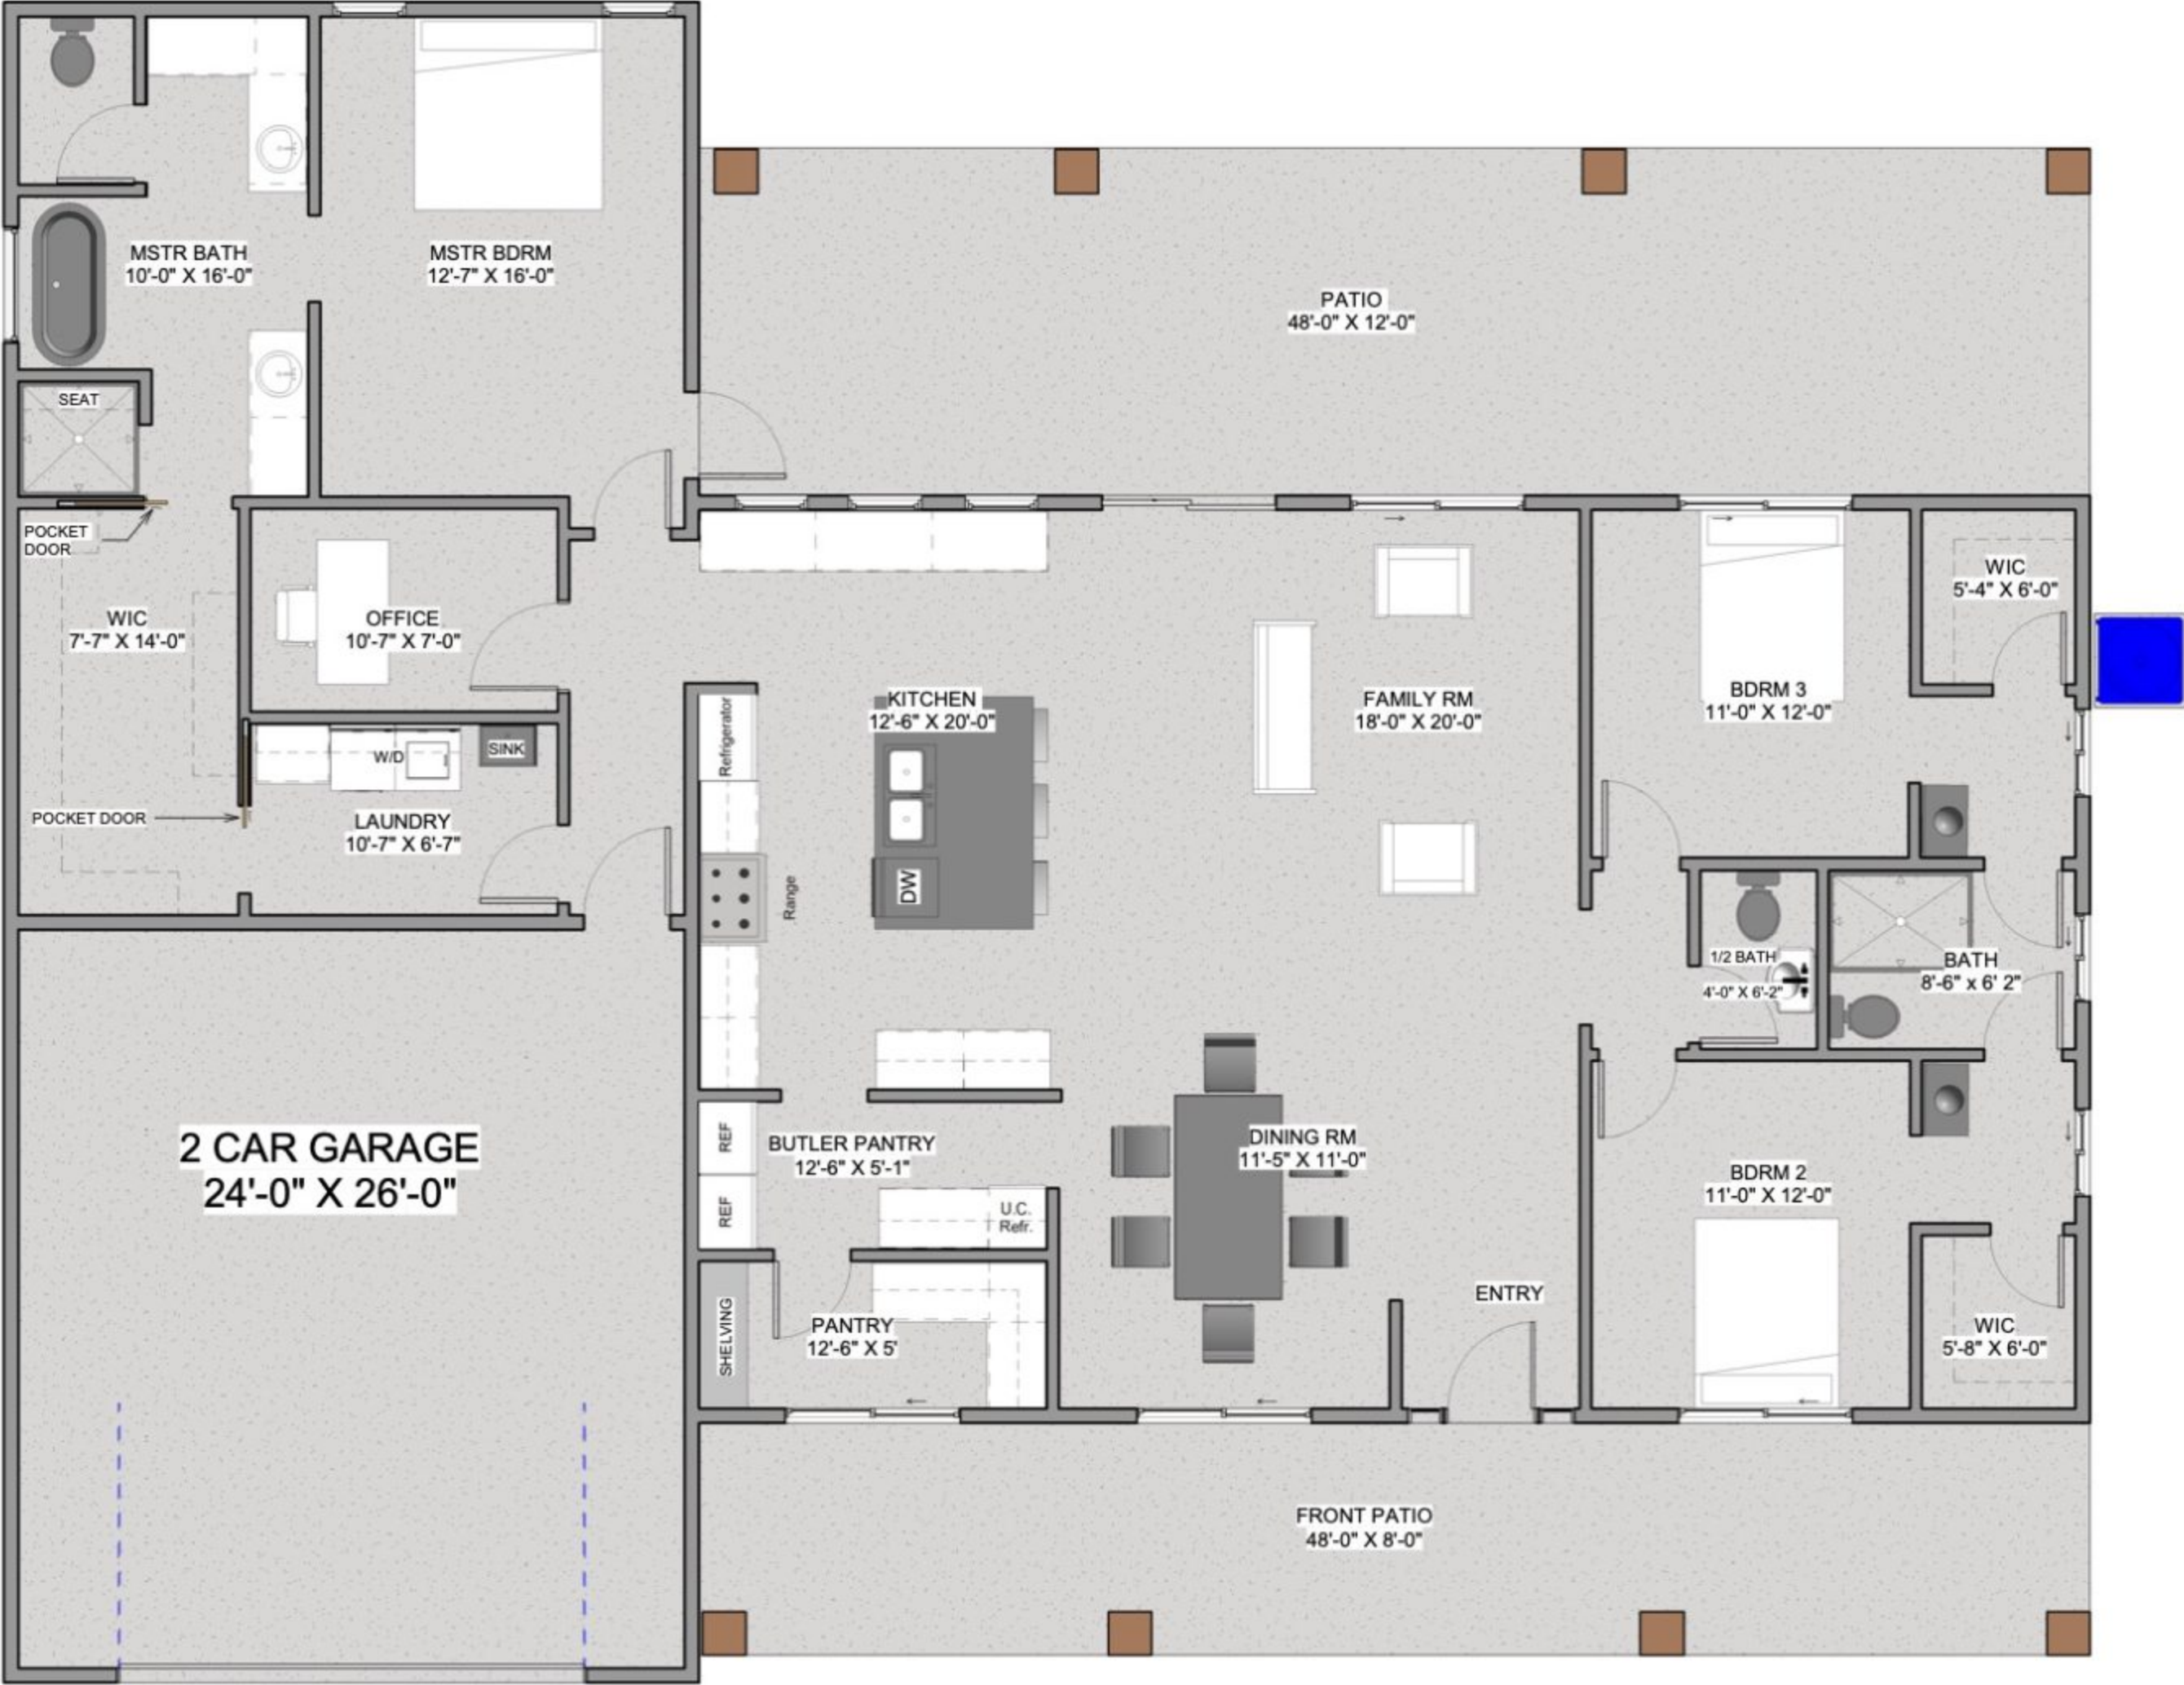 MSTR BATH
10'-0" X 16'-0"
MSTR BDRM
12'-7" X 16'-0"
PATIO
48'-0" X 12'-0"
SEAT
POCKET
DOOR
WIC
7'-7" X 14'-0"
OFFICE
10'-7" X 7'-0"
W/D
SINK
POCKET DOOR
LAUNDRY
10'-7" X 6'-7"
Refrigerator
KITCHEN
12'-6" X 20'-0"
DW
Range
FAMILY RM
18'-0" X 20'-0"
BDRM 3
11'-0" X 12'-0"
WIC
5'-4" X 6'-0"
1/2 BATH
4'-0" X 6'-2"
BATH
8'-6" x 6' 2"
2 CAR GARAGE
24'-0" X 26'-0"
REF
REF
BUTLER PANTRY
12'-6" X 5'-1"
U.C.
Refr.
DINING RM
11'-5" X 11'-0"
BDRM 2
11'-0" X 12'-0"
SHELVING
PANTRY
12'-6" X 5'
ENTRY
WIC
5'-8" X 6'-0"
FRONT PATIO
48'-0" X 8'-0"